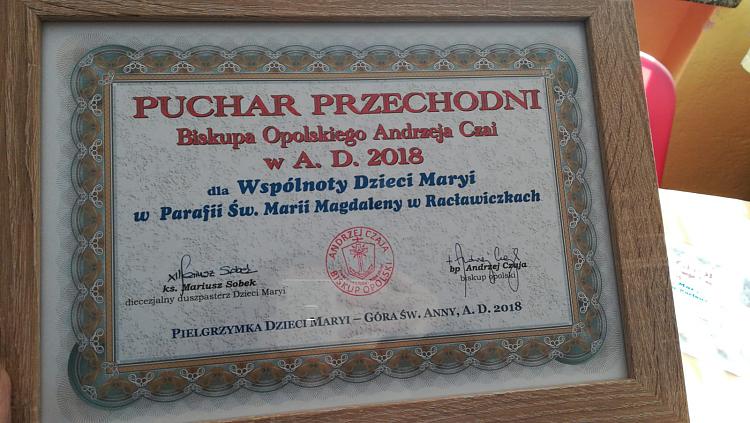 PUCHAR PRZECHODNI
Biskupa Opolskiego Andrzeja Czai
w A. D. 2018
dla Wspólnoty Dzieci Maryi
w Parafii Św. Marii Magdaleny w Racławiczkach
ks. Mariusz Sobek
diecezjalny duszpasterz Dzieci Maryi
ANDRZEJ CZAJA
BISKUP OPOLSKI
bp Andrzej Czaja
biskup opolski
PIELGRZYMKA DZIECI MARYI – GÓRA ŚW. ANNY, A. D. 2018